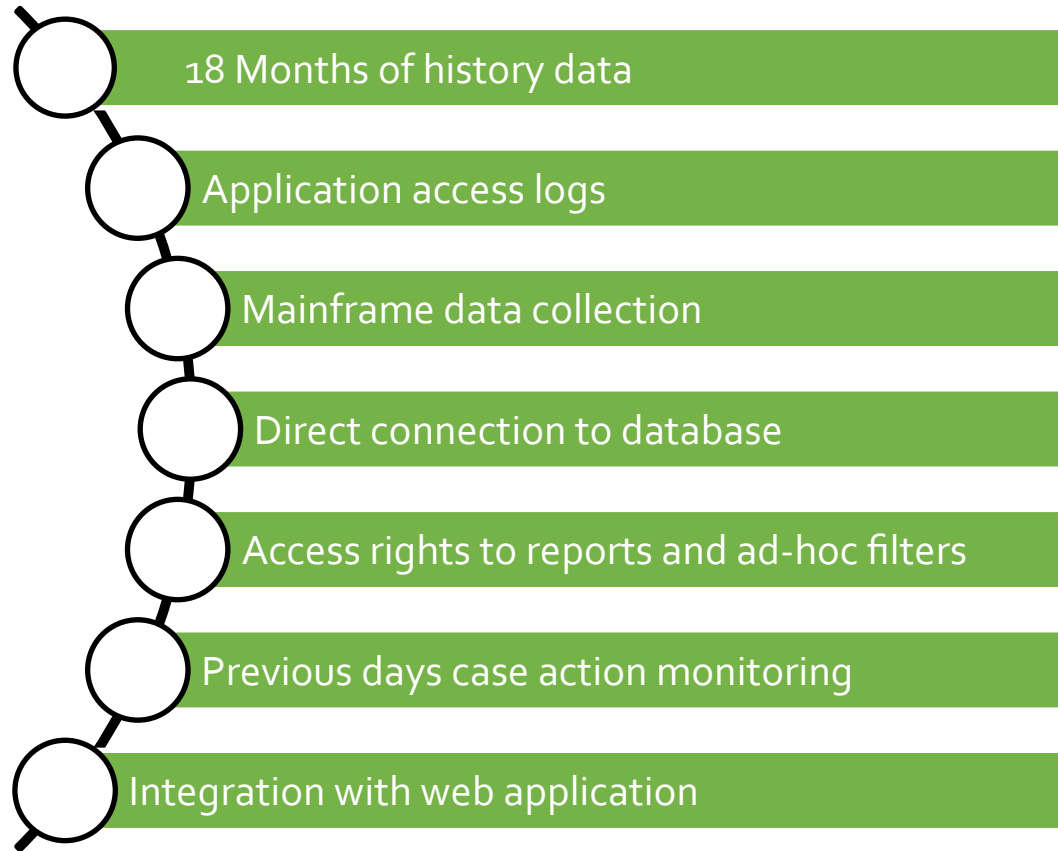 18 Months of history data
Application access logs
Mainframe data collection
Direct connection to database
Access rights to reports and ad-hoc filters
Previous days case action monitoring
Integration with web application